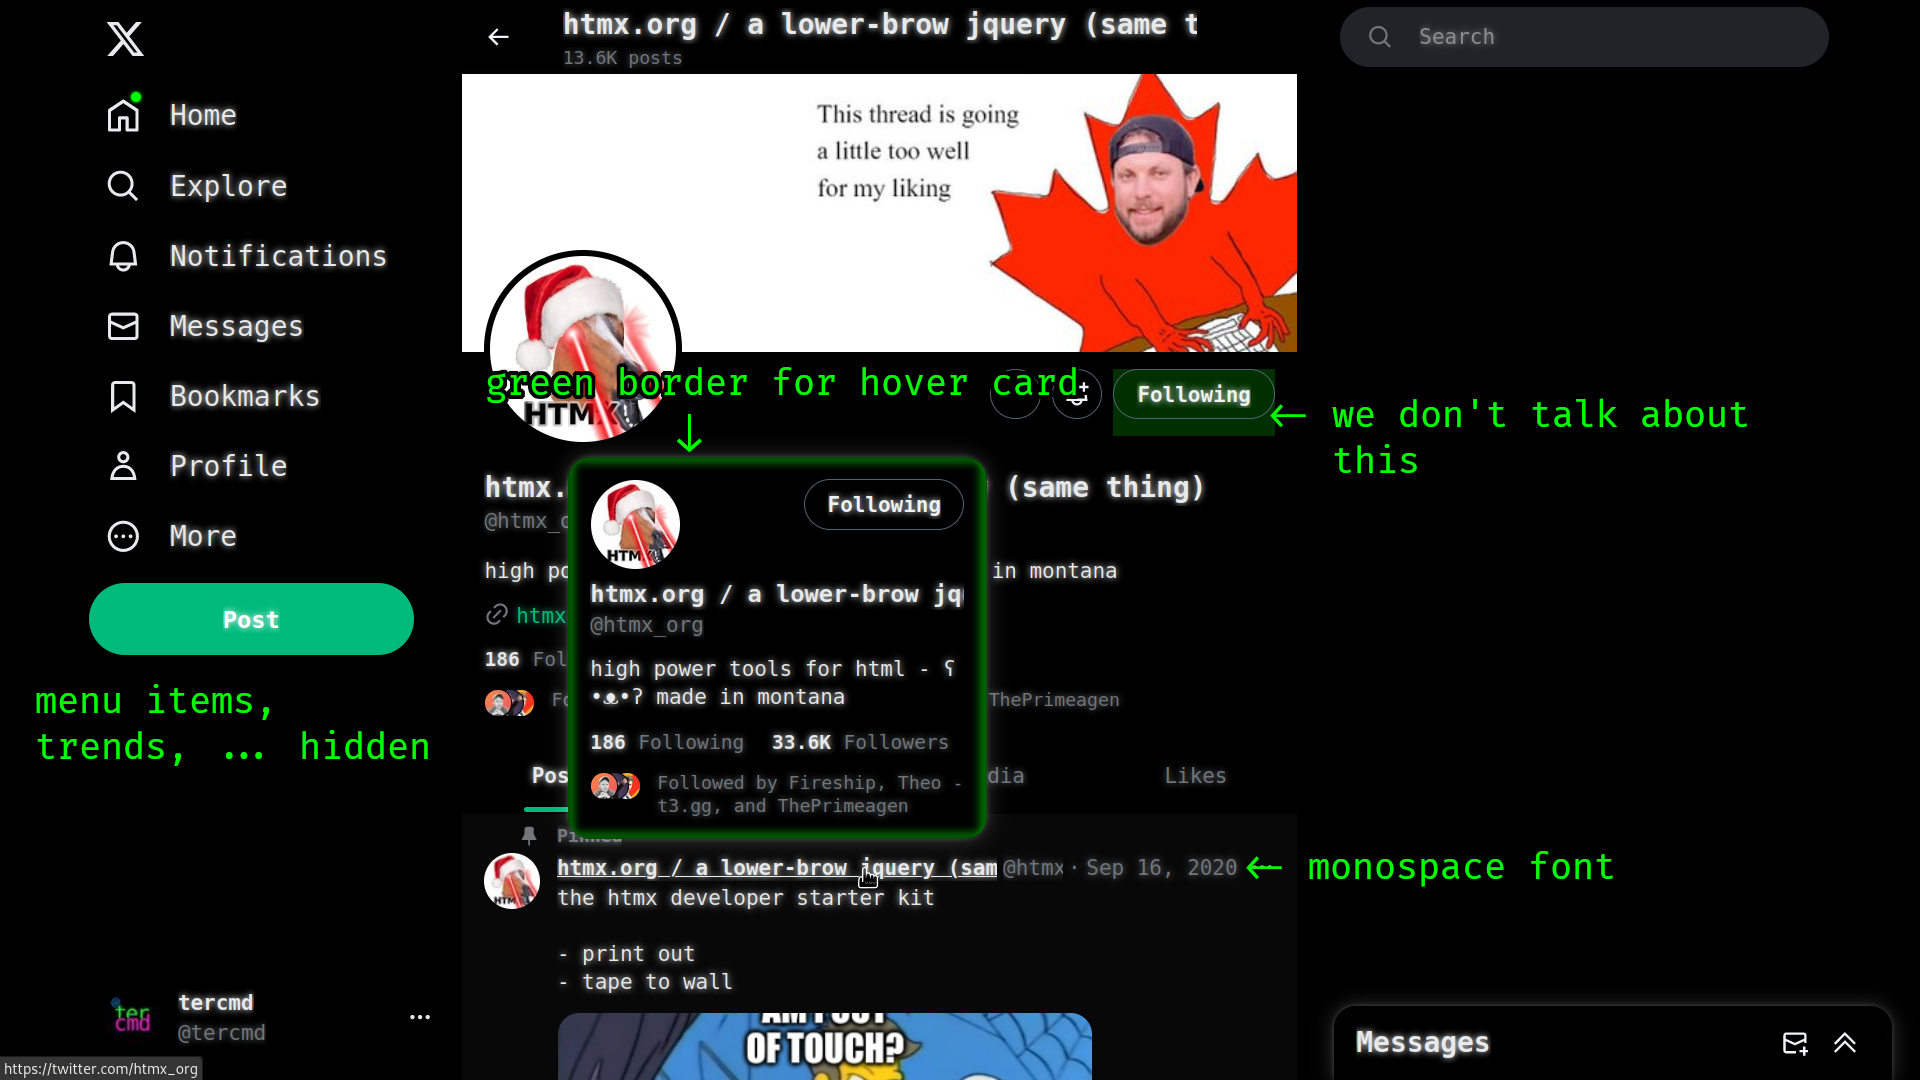 htmx.org / a lower-brow jquery (same t
13.6K posts
Search
Home
Explore
Notifications
Messages
Bookmarks
Profile
More
Post
menu items,
trends, ... hidden
tercmd
@tercmd
ter
cmd
https://twitter.com/htmx_org
This thread is going
a little too well
for my liking
HTM
green border for hover card
↓
Following
← we don't talk about
this
htmx. (same thing)
@htmx_o
high po in montana
htmx
186 Fol
Fo ThePrimeagen
Following
HTMX
htmx.org / a lower-brow jq
@htmx_org
high power tools for html - ʕ
•ᴥ•ʔ made in montana
186 Following 33.6K Followers
Followed by Fireship, Theo -
t3.gg, and ThePrimeagen
Pos dia Likes
Pinned
htmx.org / a lower-brow jquery (sam @htmx · Sep 16, 2020
← monospace font
the htmx developer starter kit
- print out
- tape to wall
AM I OUT
OF TOUCH?
Messages